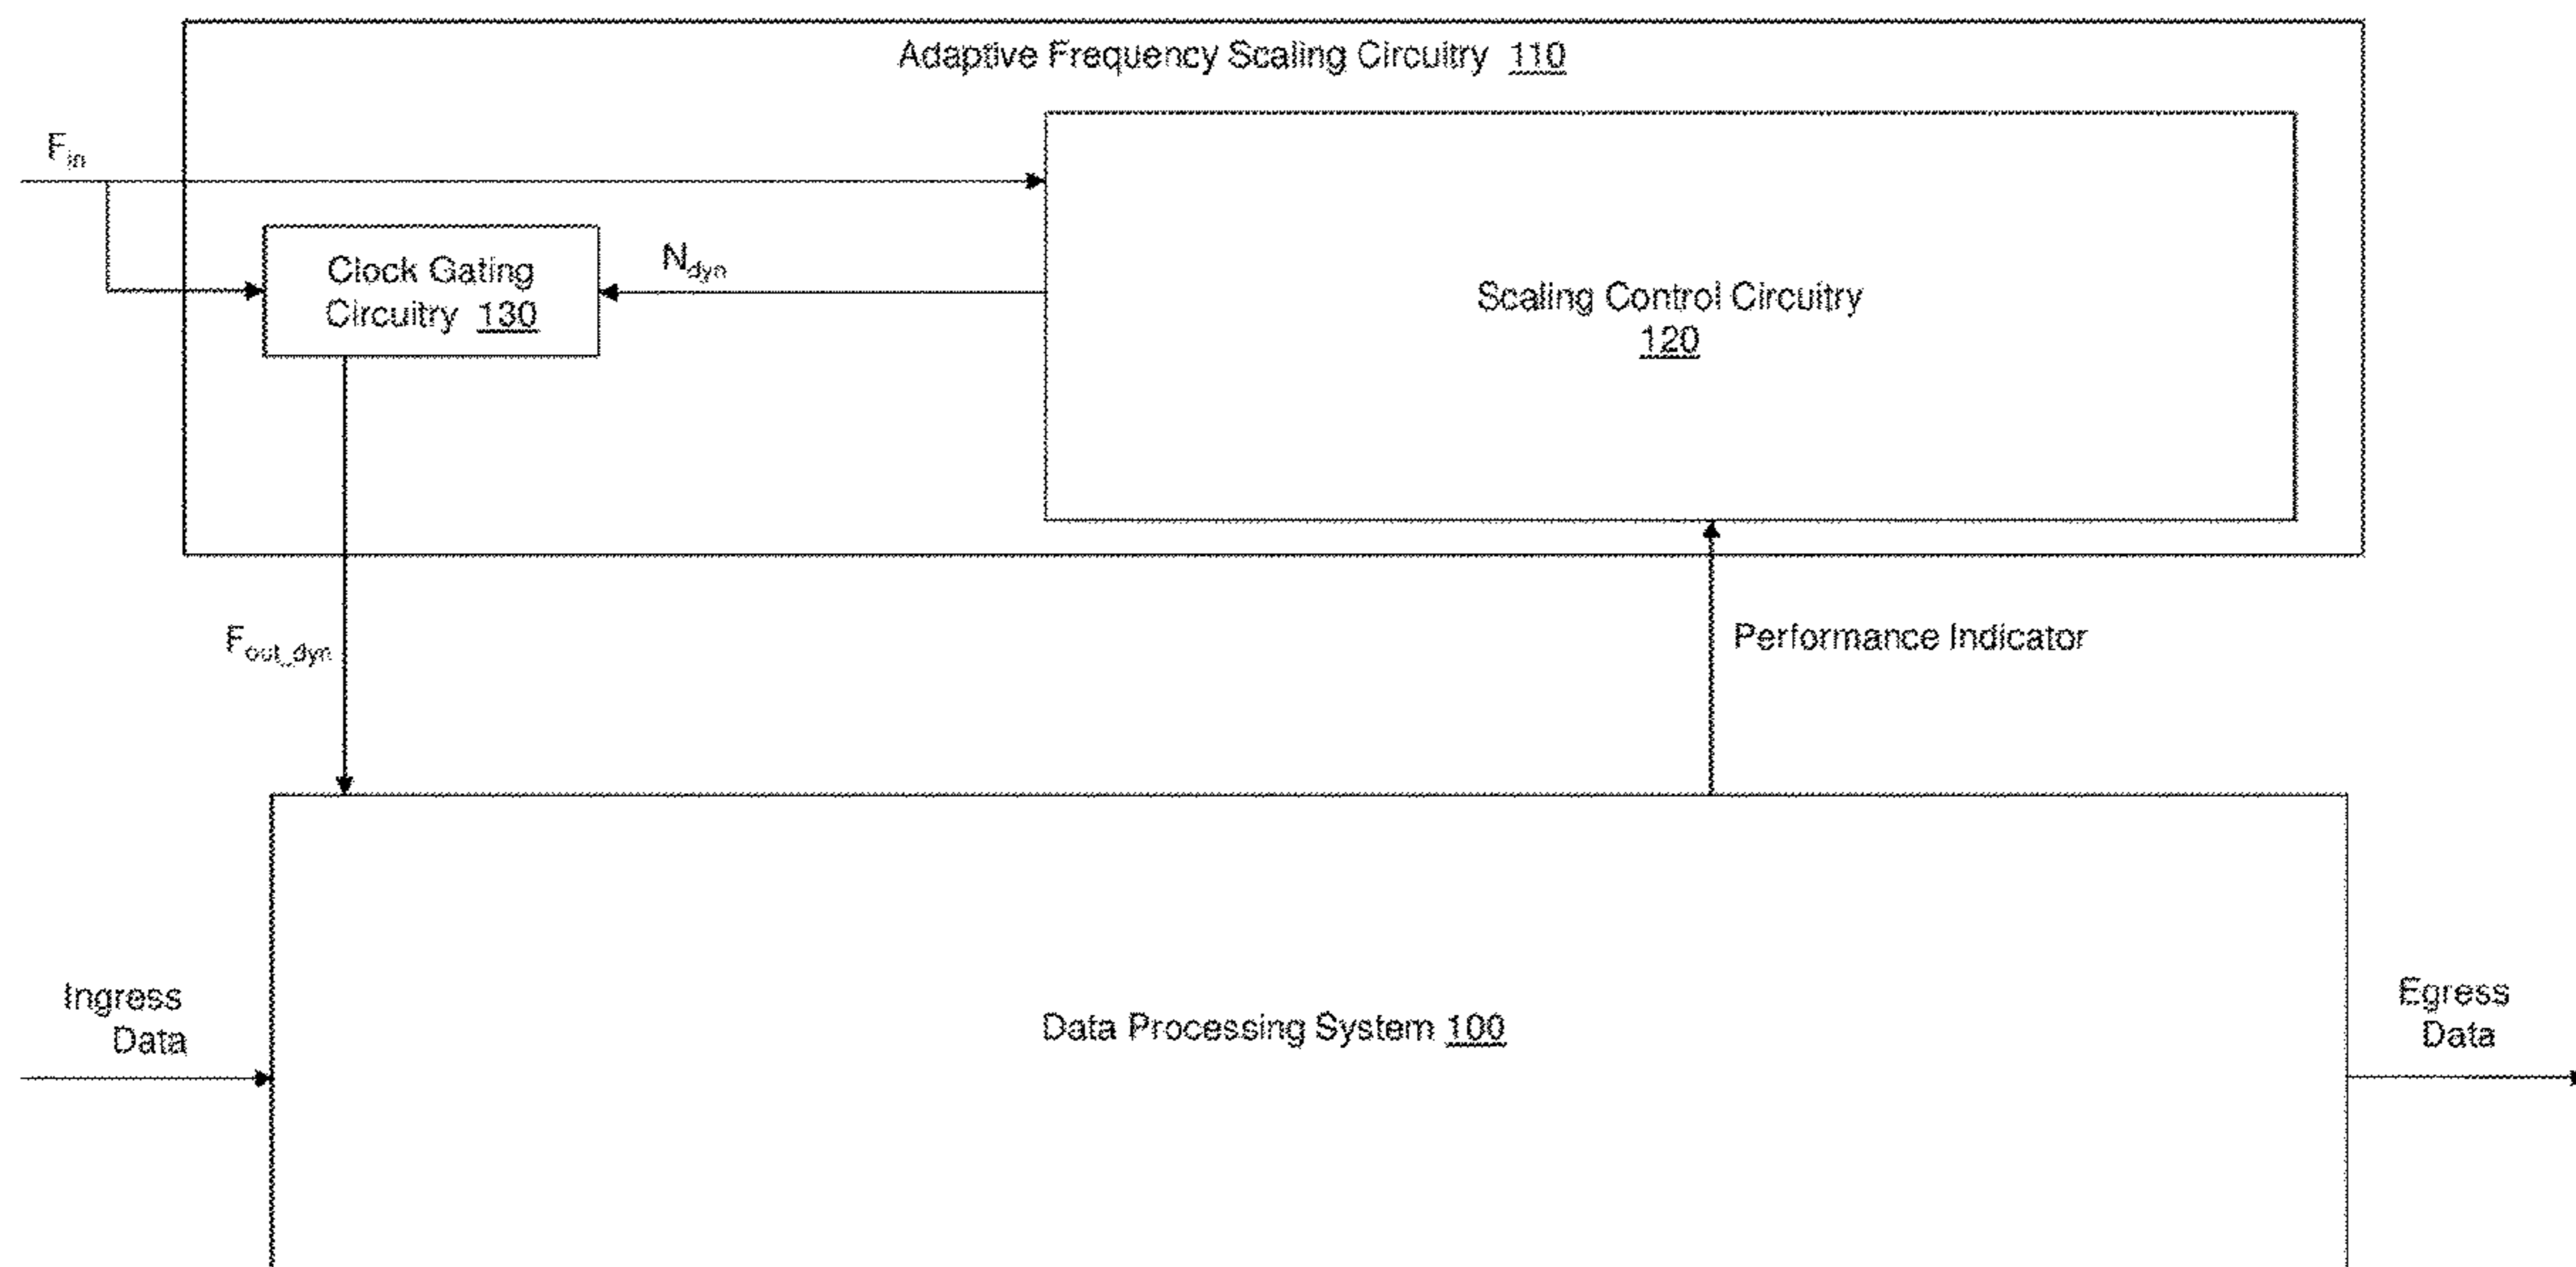 Adaptive Frequency Scaling Circuitry 110
Fin
Clock Gating
Circuitry 130
Ndyn
Scaling Control Circuitry
120
Fout_dyn
Performance Indicator
Ingress
Data
Data Processing System 100
Egress
Data